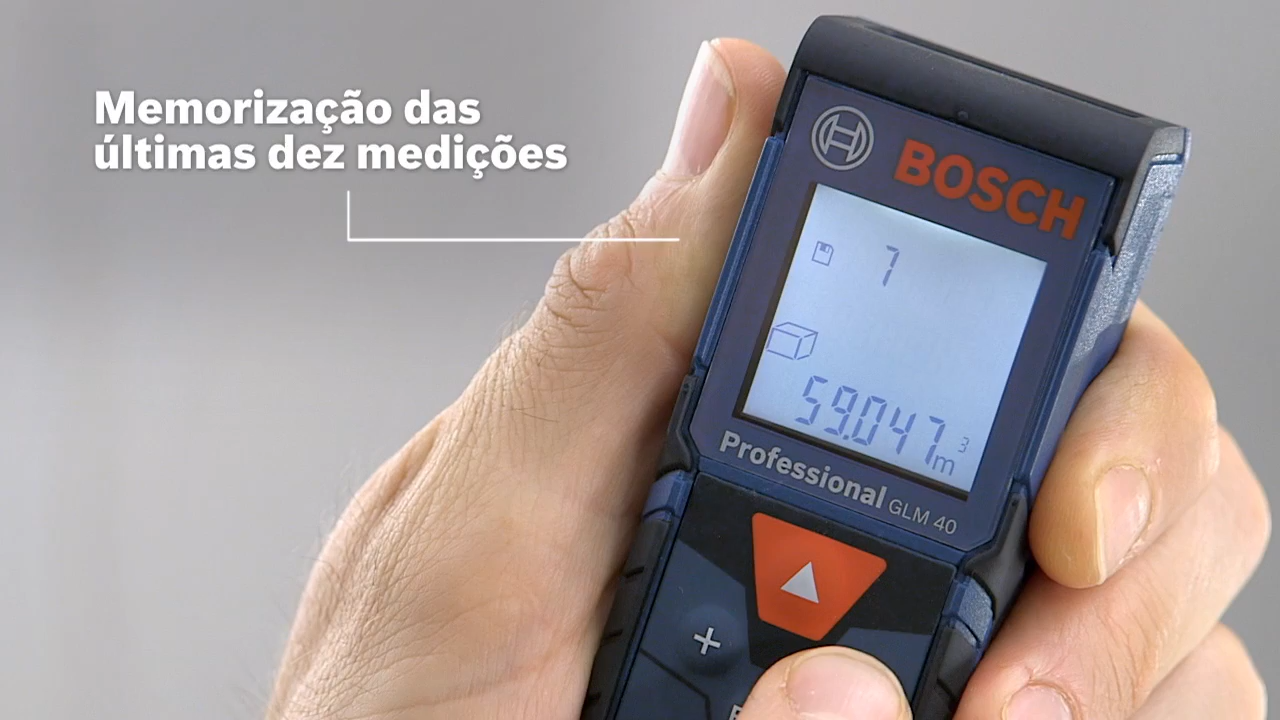 Memorização das
últimas dez medições
BOSCH
7
59.047 m³
Professional GLM 40
+